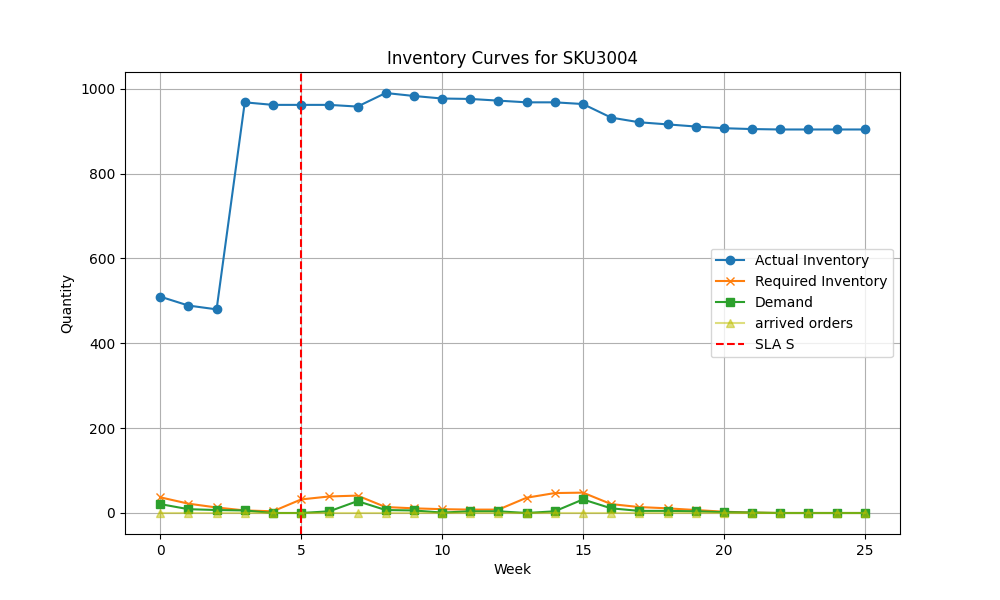 Inventory Curves for SKU3004
1000
800
600
400
200
0
Quantity
Actual Inventory
Required Inventory
Demand
arrived orders
SLA S
0 5 10 15 20 25
Week